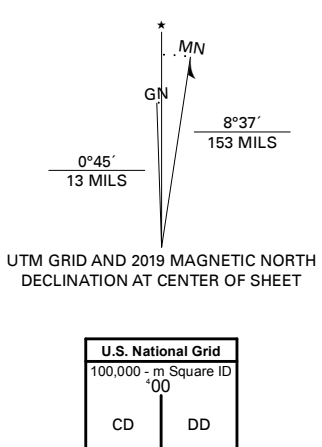 ★
MN
GN
8°37´
153 MILS
0°45´
13 MILS
UTM GRID AND 2019 MAGNETIC NORTH
DECLINATION AT CENTER OF SHEET
U.S. National Grid
100,000 - m Square ID
⁴00
CD DD